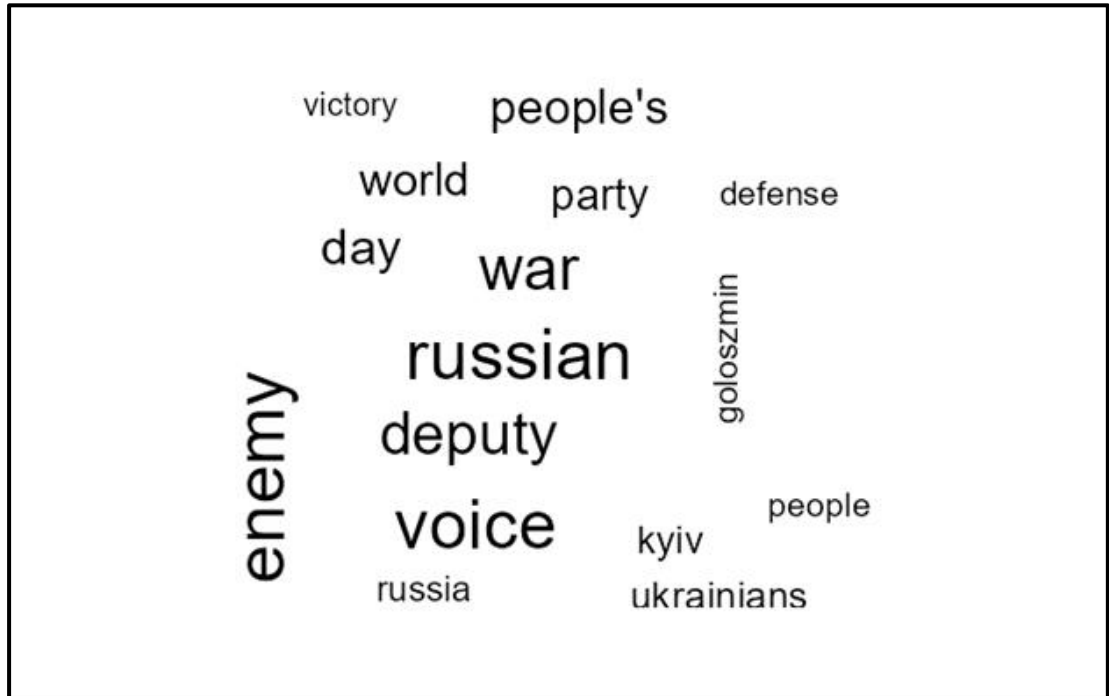 victory people's
world party defense
day war
goloszmin
russian
enemy
deputy
voice people
kyiv
russia ukrainians